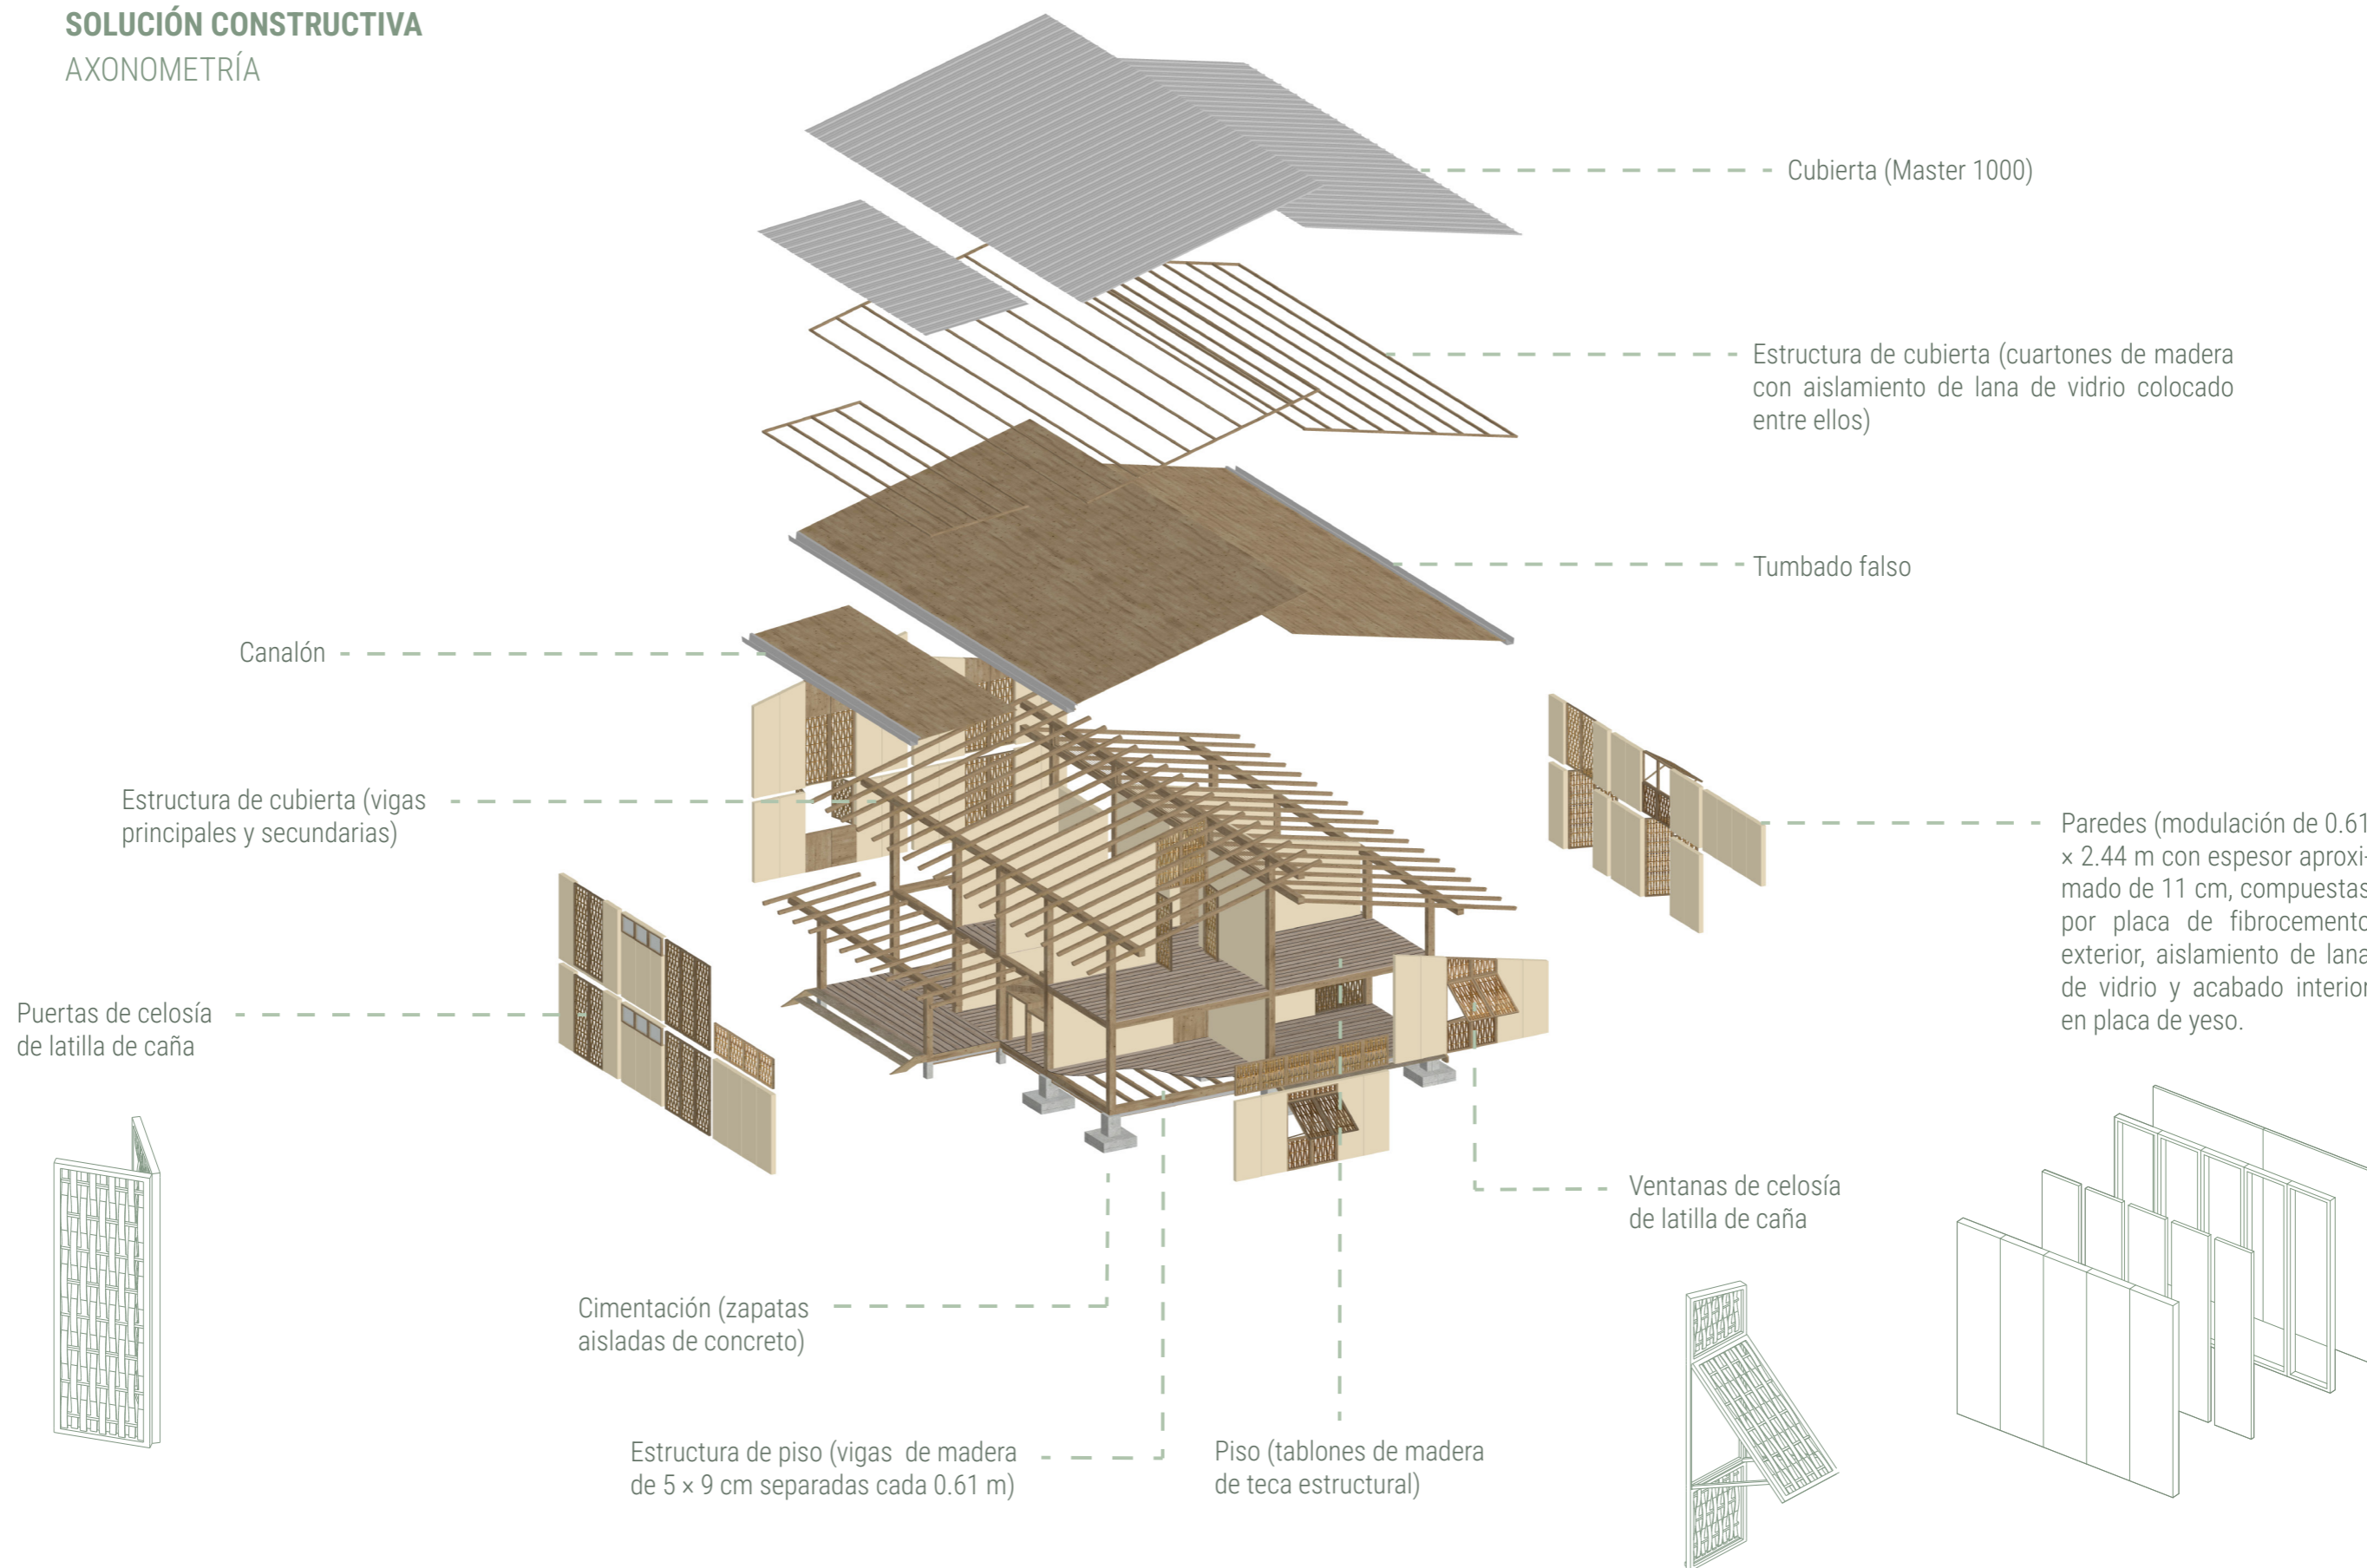 SOLUCIÓN CONSTRUCTIVA
AXONOMETRÍA
Cubierta (Master 1000)
Estructura de cubierta (cuartones de madera
con aislamiento de lana de vidrio colocado
entre ellos)
Tumbado falso
Canalón
Estructura de cubierta (vigas
principales y secundarias)
Paredes (modulación de 0.61
× 2.44 m con espesor aproxi-
mado de 11 cm, compuestas
por placa de fibrocemento
exterior, aislamiento de lana
de vidrio y acabado interior
en placa de yeso.
Puertas de celosía
de latilla de caña
Ventanas de celosía
de latilla de caña
Cimentación (zapatas
aisladas de concreto)
Estructura de piso (vigas de madera
de 5 × 9 cm separadas cada 0.61 m)
Piso (tablones de madera
de teca estructural)